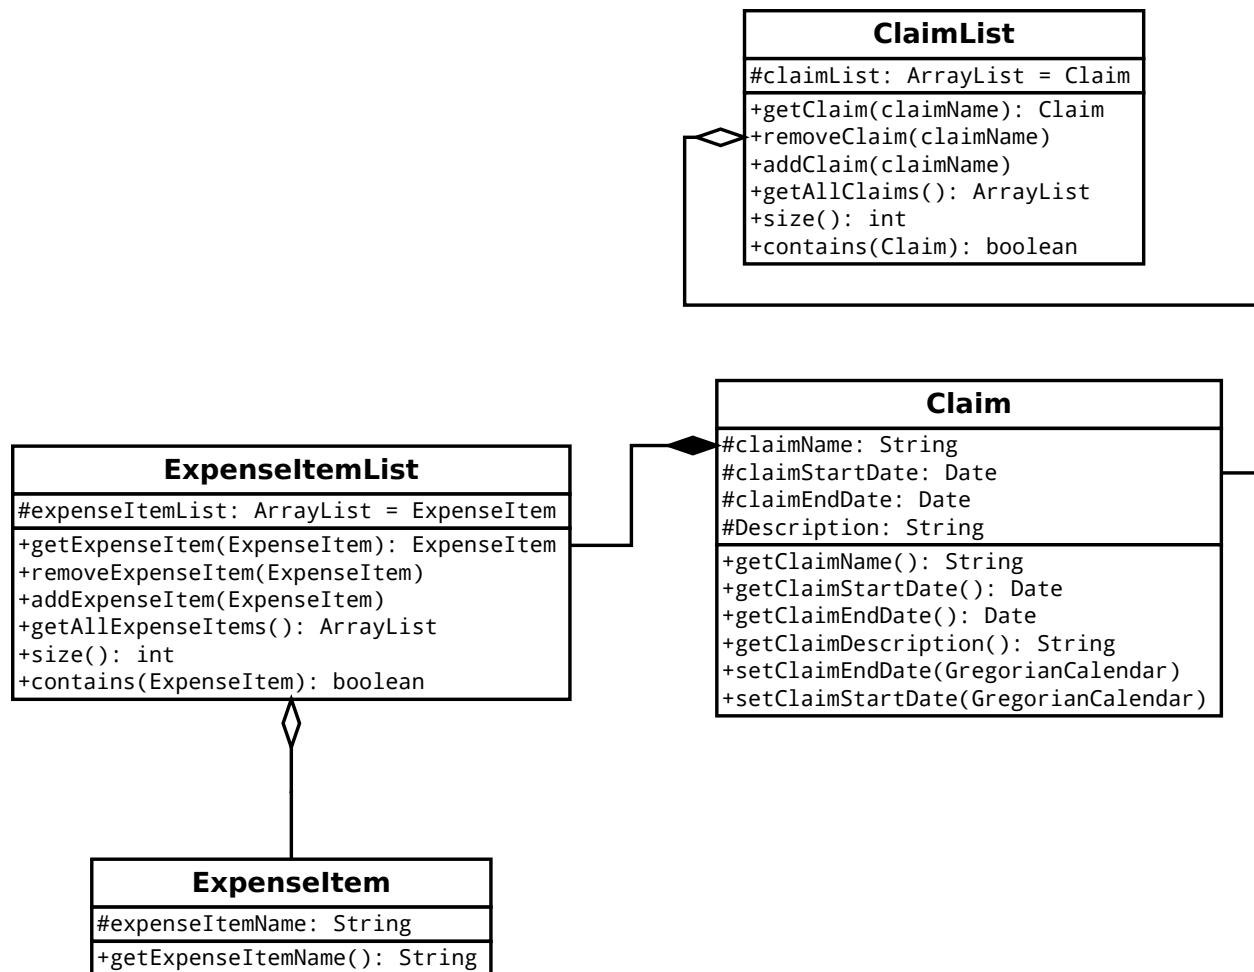 ClaimList
#claimList: ArrayList = Claim
+getClaim(claimName): Claim
+removeClaim(claimName)
+addClaim(claimName)
+getAllClaims(): ArrayList
+size(): int
+contains(Claim): boolean
Claim
#claimName: String
#claimStartDate: Date
#claimEndDate: Date
#Description: String
+getClaimName(): String
+getClaimStartDate(): Date
+getClaimEndDate(): Date
+getClaimDescription(): String
+setClaimEndDate(GregorianCalendar)
+setClaimStartDate(GregorianCalendar)
ExpenseItemList
#expenseItemList: ArrayList = ExpenseItem
+getExpenseItem(ExpenseItem): ExpenseItem
+removeExpenseItem(ExpenseItem)
+addExpenseItem(ExpenseItem)
+getAllExpenseItems(): ArrayList
+size(): int
+contains(ExpenseItem): boolean
ExpenseItem
#expenseItemName: String
+getExpenseItemName(): String